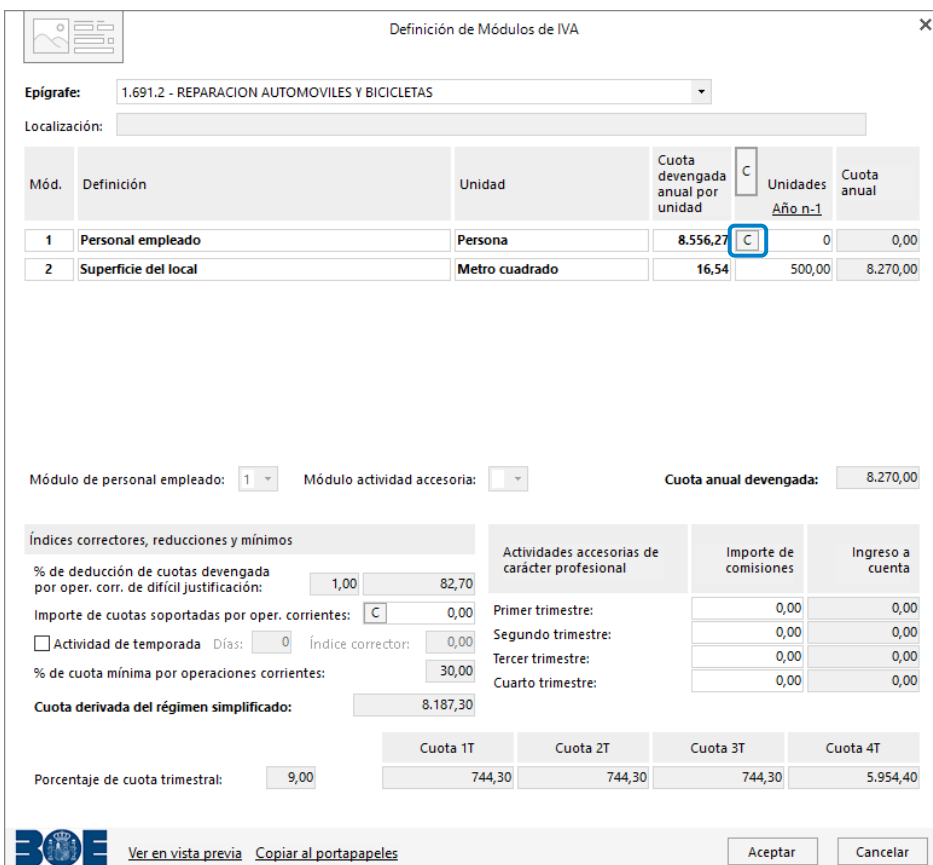 Definición de Módulos de IVA
Epígrafe: 1.691.2 - REPARACION AUTOMOVILES Y BICICLETAS
Localización:
Mód. Definición Unidad Cuota devengada anual por unidad C Unidades Año n-1 Cuota anual
1 Personal empleado Persona 8.556,27 C 0 0,00
2 Superficie del local Metro cuadrado 16,54 500,00 8.270,00
Módulo de personal empleado: 1 Módulo actividad accesoria: Cuota anual devengada: 8.270,00
Índices correctores, reducciones y mínimos
% de deducción de cuotas devengada
por oper. corr. de difícil justificación: 1,00 82,70
Importe de cuotas soportadas por oper. corrientes: C 0,00
Actividad de temporada Días: 0 Índice corrector: 0,00
% de cuota mínima por operaciones corrientes: 30,00
Cuota derivada del régimen simplificado: 8.187,30
Actividades accesorias de carácter profesional Importe de comisiones Ingreso a cuenta
Primer trimestre: 0,00 0,00
Segundo trimestre: 0,00 0,00
Tercer trimestre: 0,00 0,00
Cuarto trimestre: 0,00 0,00
Cuota 1T Cuota 2T Cuota 3T Cuota 4T
Porcentaje de cuota trimestral: 9,00 744,30 744,30 744,30 5.954,40
BOE Ver en vista previa Copiar al portapapeles Aceptar Cancelar